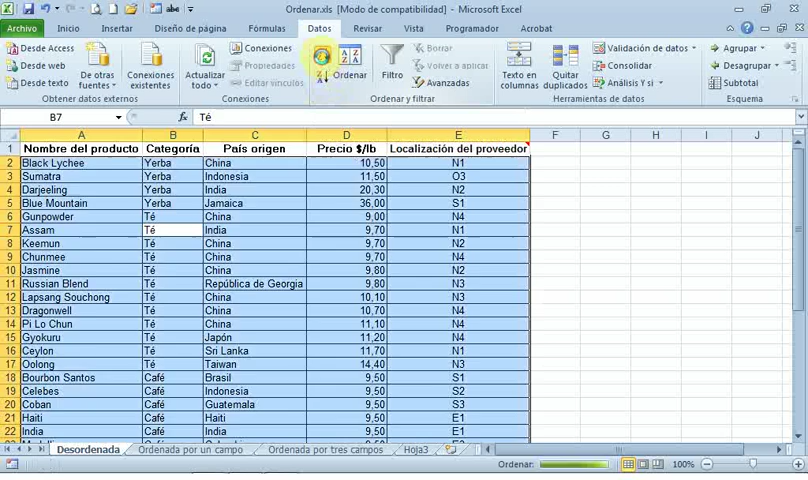 Ordenar.xls [Modo de compatibilidad] - Microsoft Excel
Archivo Inicio Insertar Diseño de página Fórmulas Datos Revisar Vista Programador Acrobat
Desde Access Conexiones Borrar Validación de datos Agrupar
Desde web Propiedades Volver a aplicar Consolidar Desagrupar
Desde texto Editar vínculos Avanzadas Análisis Y si Subtotal
De otras fuentes Conexiones existentes Actualizar todo Ordenar Filtro Texto en columnas Quitar duplicados
Obtener datos externos Conexiones Ordenar y filtrar Herramientas de datos Esquema
B7 fx Té
A B C D E F G H I J
1 Nombre del producto Categoría País origen Precio $/lb Localización del proveedor
2 Black Lychee Yerba China 10,50 N1
3 Sumatra Yerba Indonesia 11,50 O3
4 Darjeeling Yerba India 20,30 N2
5 Blue Mountain Yerba Jamaica 36,00 S1
6 Gunpowder Té China 9,00 N4
7 Assam Té India 9,70 N1
8 Keemun Té China 9,70 N2
9 Chunmee Té China 9,70 N4
10 Jasmine Té China 9,80 N2
11 Russian Blend Té República de Georgia 9,80 N3
12 Lapsang Souchong Té China 10,10 N3
13 Dragonwell Té China 10,70 N4
14 Pi Lo Chun Té China 11,10 N4
15 Gyokuru Té Japón 11,20 N4
16 Ceylon Té Sri Lanka 11,70 N1
17 Oolong Té Taiwan 14,40 N3
18 Bourbon Santos Café Brasil 9,50 S1
19 Celebes Café Indonesia 9,50 S2
20 Coban Café Guatemala 9,50 S3
21 Haiti Café Haiti 9,50 E1
22 India Café India 9,50 E1
Desordenada Ordenada por un campo Ordenada por tres campos Hoja3
Ordenar: 100%